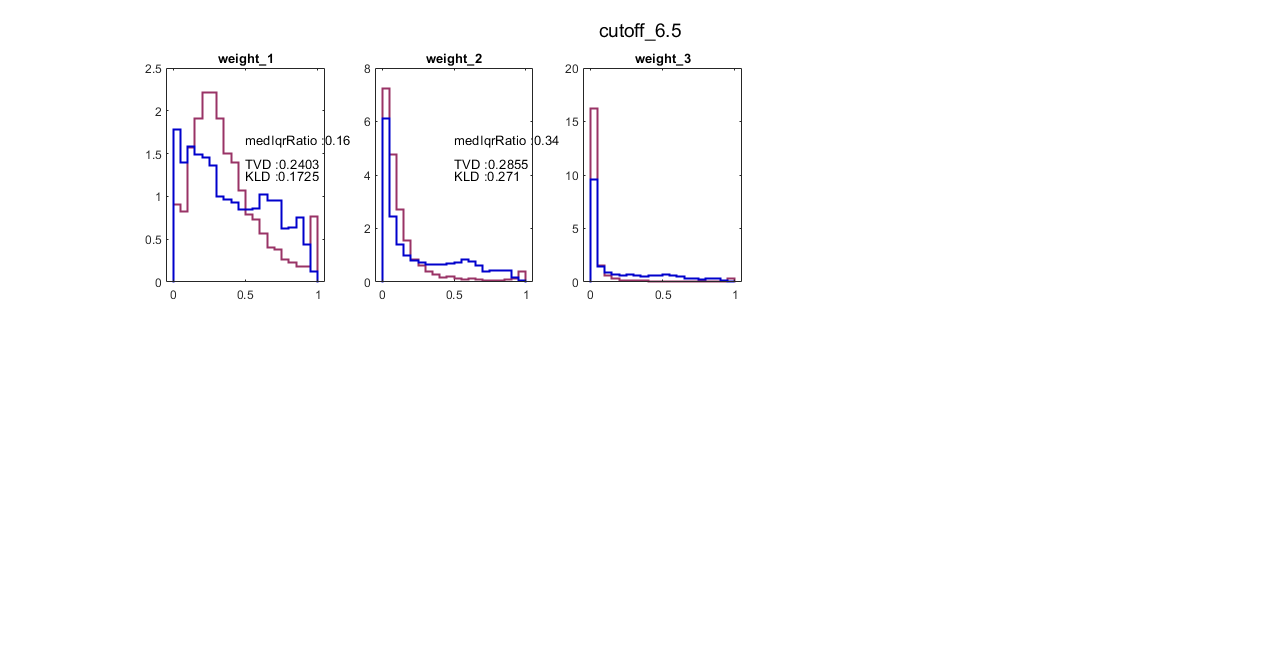 cutoff_6.5
weight_1
2.5
2
1.5
1
0.5
0
0
0.5
1
medIqrRatio :0.16
TVD :0.2403
KLD :0.1725
weight_2
8
6
4
2
0
0
0.5
1
medIqrRatio :0.34
TVD :0.2855
KLD :0.271
weight_3
20
15
10
5
0
0
0.5
1